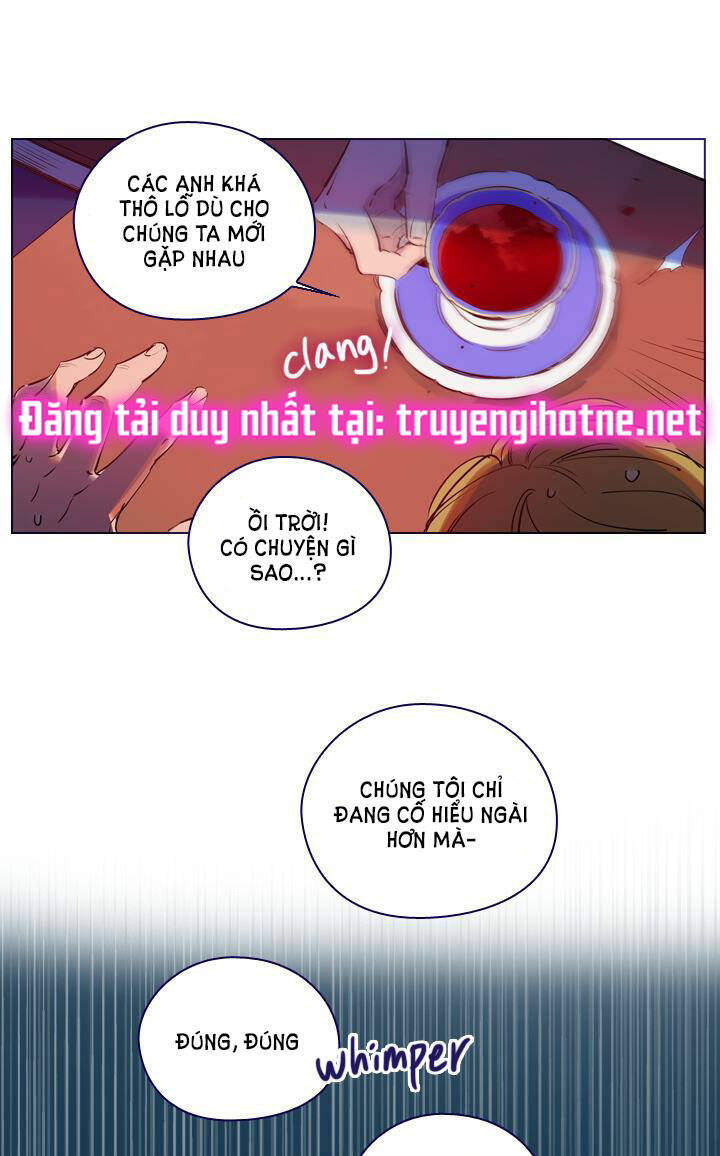 CÁC ANH KHÁ
THÔ LỖ DÙ CHO
CHÚNG TA MỚI
GẶP NHAU
clang!
Đăng tải duy nhất tại: truyengihotne.net
ỒI TRỜI!
CÓ CHUYỆN GÌ
SAO...?
CHÚNG TÔI CHỈ
ĐANG CỐ HIỂU NGÀI
HƠN MÀ-
ĐÚNG, ĐÚNG
whimper